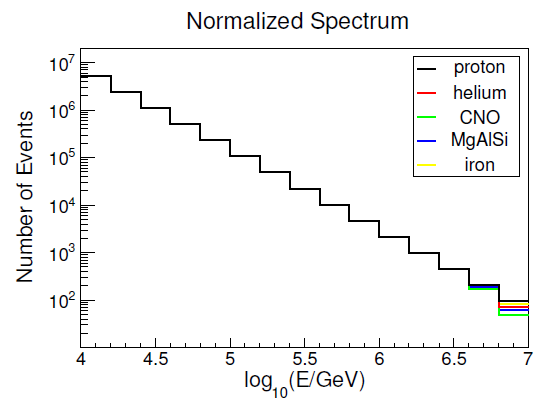 Normalized Spectrum
Number of Events
10^7
10^6
10^5
10^4
10^3
10^2
proton
helium
CNO
MgAlSi
iron
4 4.5 5 5.5 6 6.5 7
log_10(E/GeV)